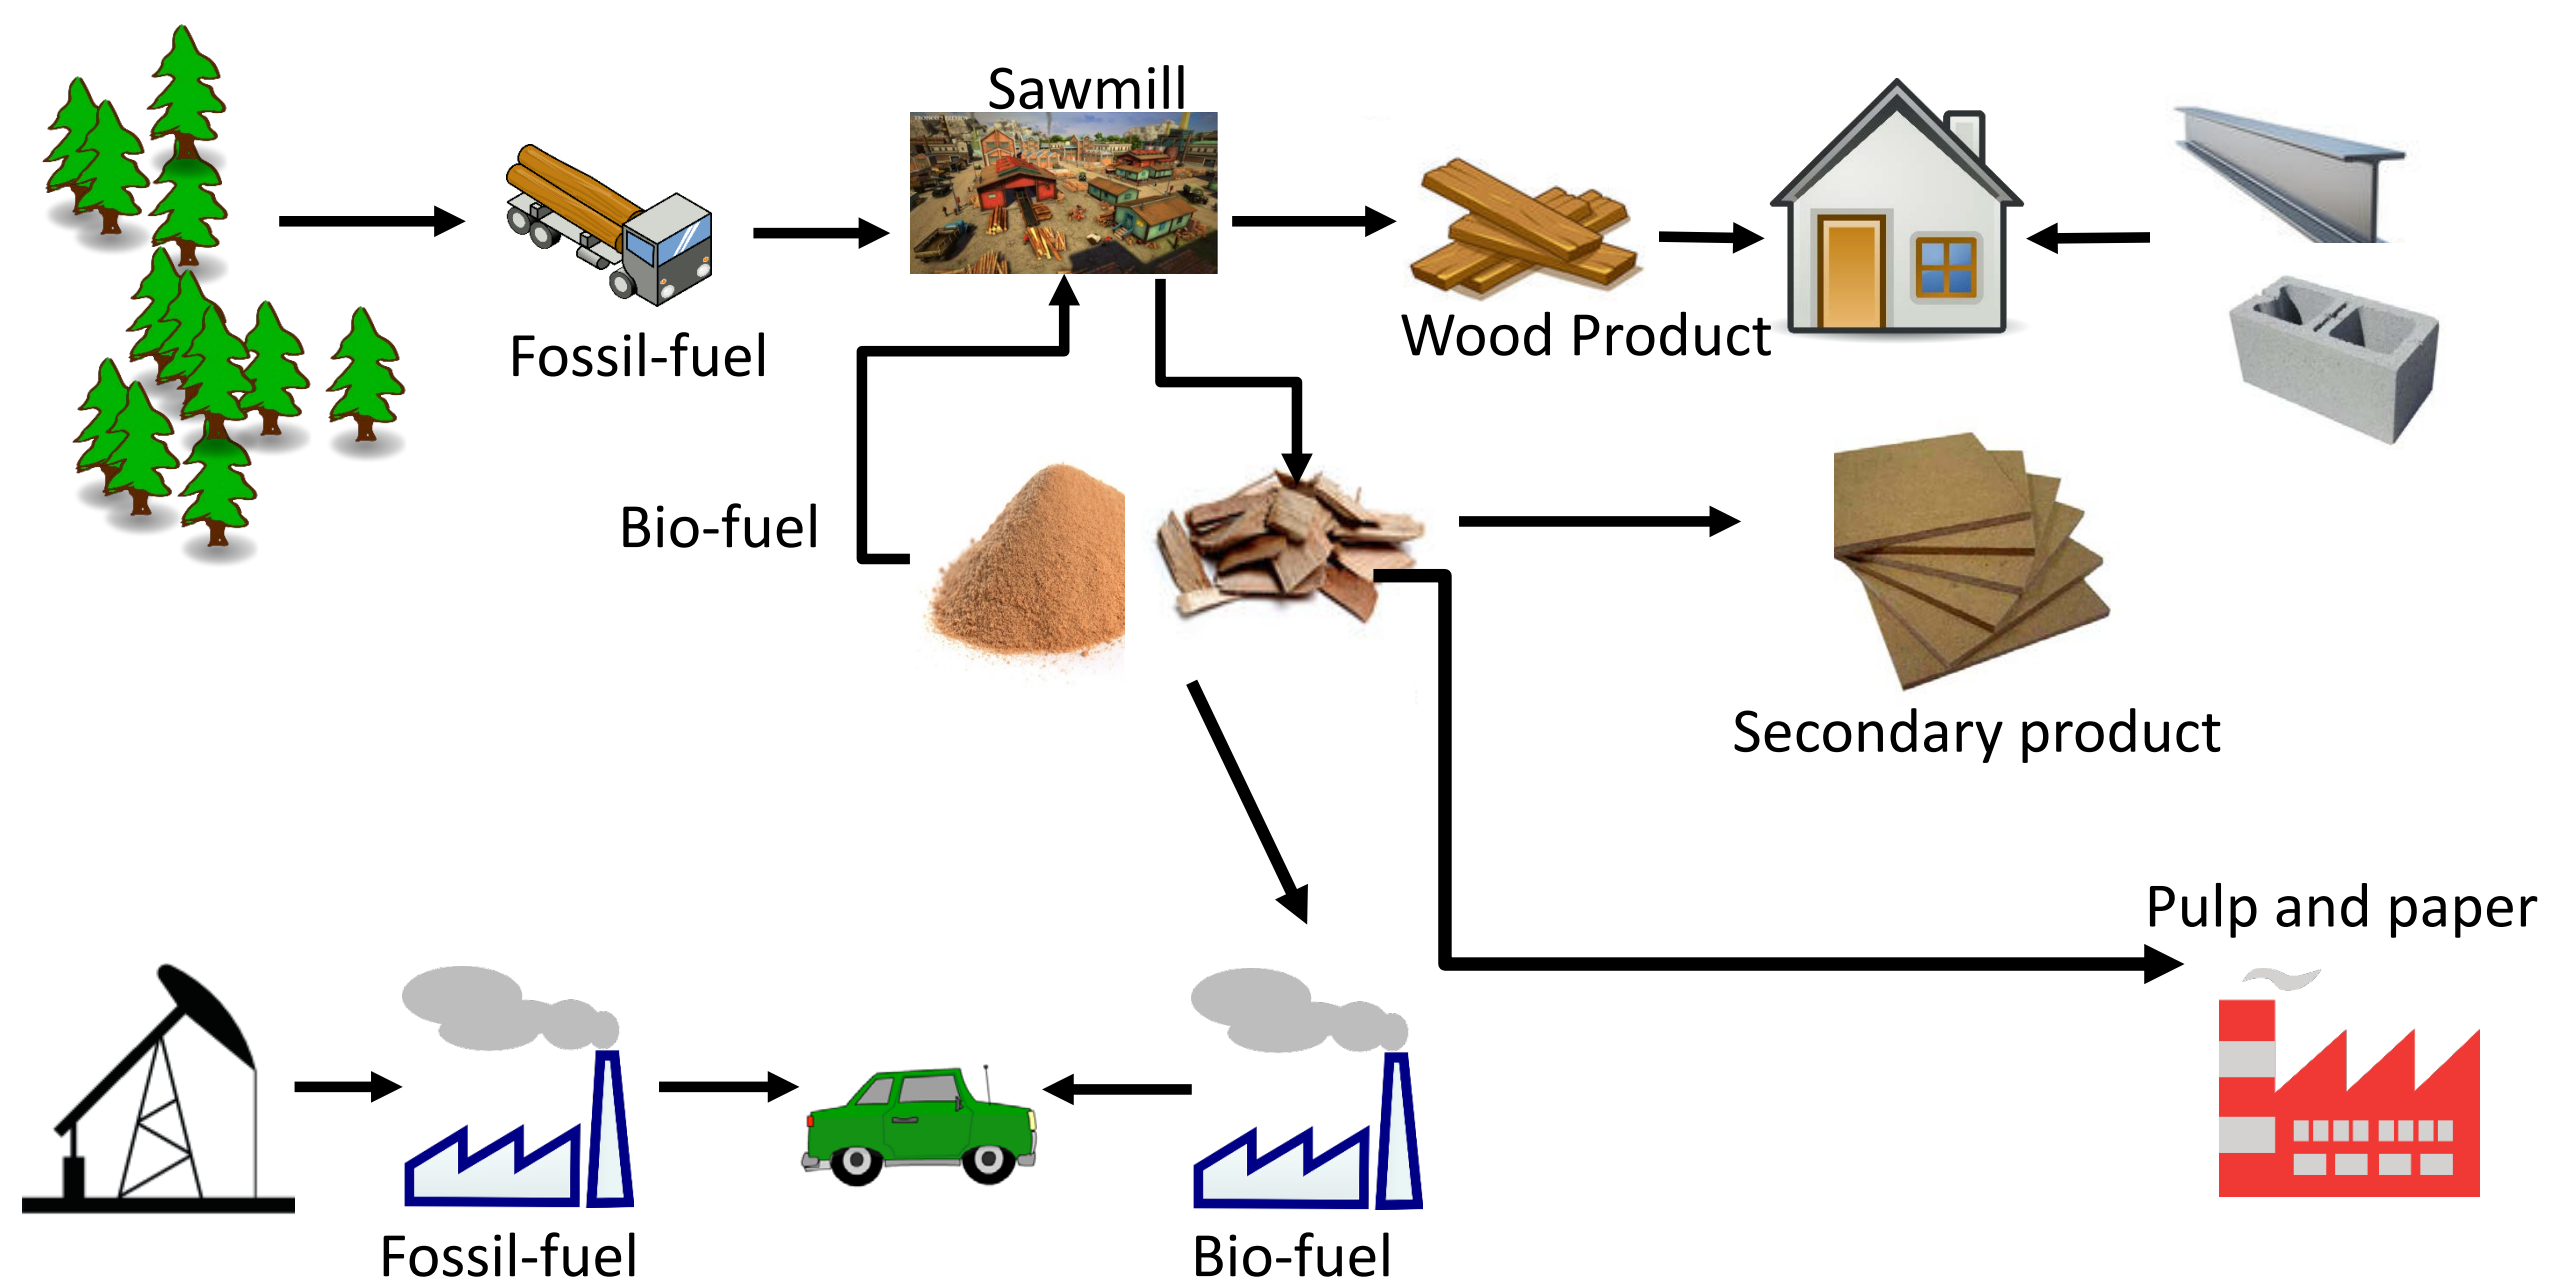 Sawmill
Fossil-fuel
Wood Product
Bio-fuel
Secondary product
Pulp and paper
Fossil-fuel
Bio-fuel